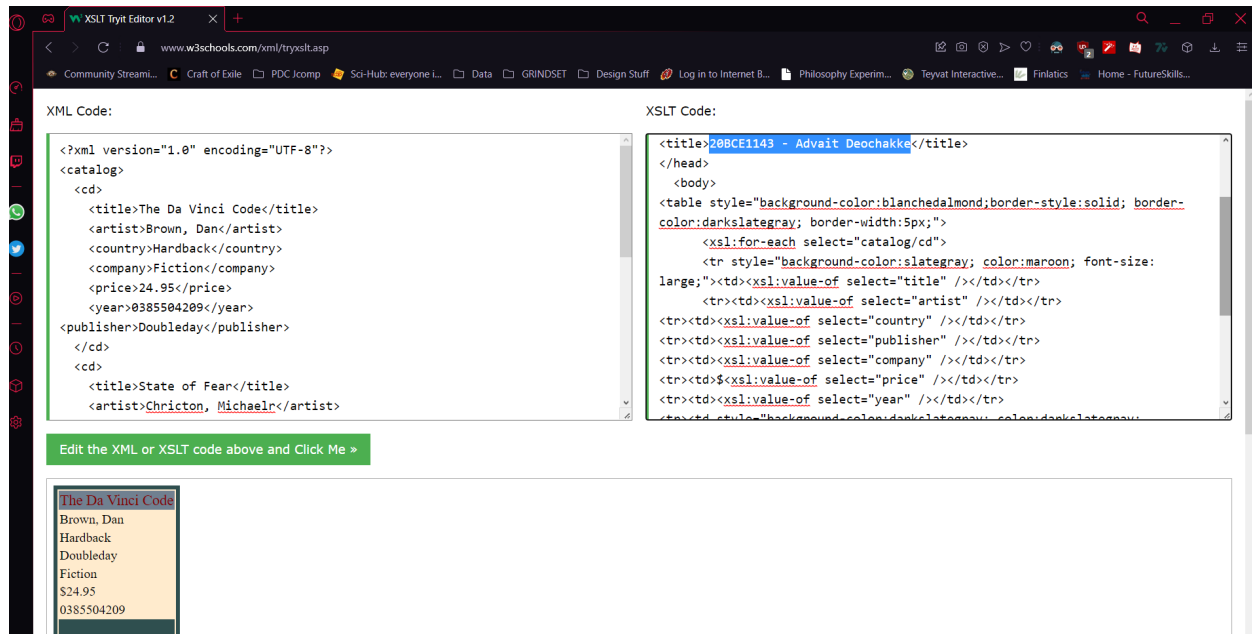 XSLT Tryit Editor v1.2
www.w3schools.com/xml/tryxslt.asp
2
Community Streami... Craft of Exile PDC Jcomp Sci-Hub: everyone i... Data GRINDSET Design Stuff Log in to Internet B... Philosophy Experim... Teyvat Interactive... Finlatics Home - FutureSkills...
XML Code:
<?xml version="1.0" encoding="UTF-8"?>
<catalog>
<cd>
<title>The Da Vinci Code</title>
<artist>Brown, Dan</artist>
<country>Hardback</country>
<company>Fiction</company>
<price>24.95</price>
<year>0385504209</year>
<publisher>Doubleday</publisher>
</cd>
<cd>
<title>State of Fear</title>
<artist>Chricton, Michaelr</artist>
XSLT Code:
<title>20BCE1143 - Advait Deochakke</title>
</head>
<body>
<table style="background-color:blanchedalmond;border-style:solid; border-
color:darkslategray; border-width:5px;">
<xsl:for-each select="catalog/cd">
<tr style="background-color:slategray; color:maroon; font-size:
large;"><td><xsl:value-of select="title" /></td></tr>
<tr><td><xsl:value-of select="artist" /></td></tr>
<tr><td><xsl:value-of select="country" /></td></tr>
<tr><td><xsl:value-of select="publisher" /></td></tr>
<tr><td><xsl:value-of select="company" /></td></tr>
<tr><td>$<xsl:value-of select="price" /></td></tr>
<tr><td><xsl:value-of select="year" /></td></tr>
<tr><td style="background-color:darkslategray; color:darkslategray;
Edit the XML or XSLT code above and Click Me »
The Da Vinci Code
Brown, Dan
Hardback
Doubleday
Fiction
$24.95
0385504209